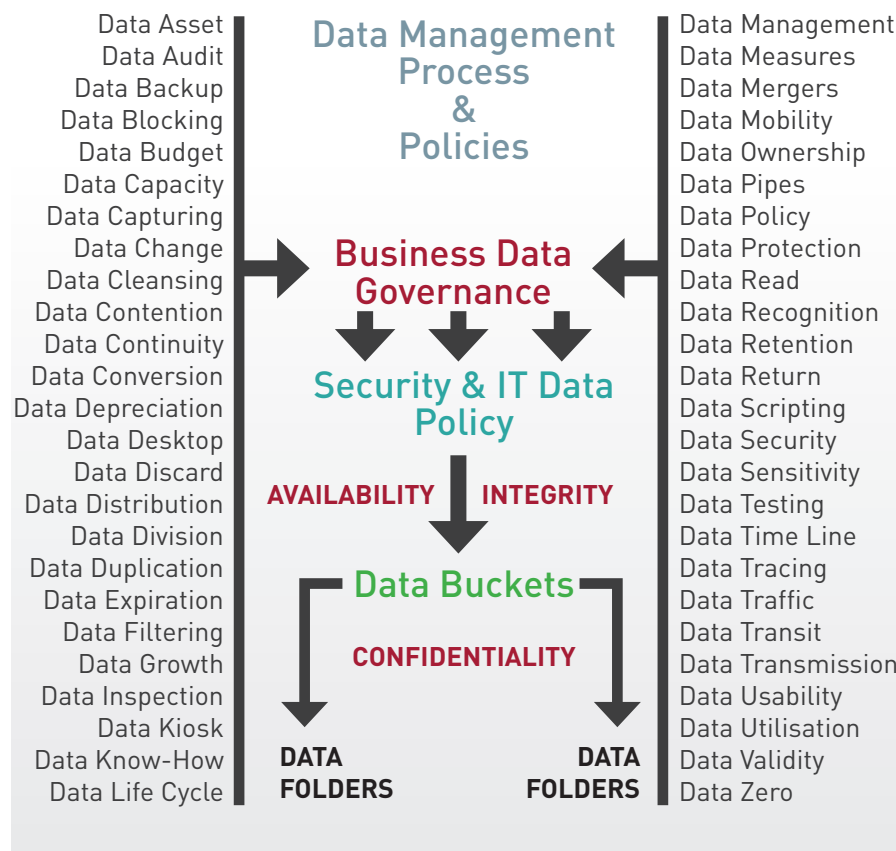 Data Asset
Data Audit
Data Backup
Data Blocking
Data Budget
Data Capacity
Data Capturing
Data Change
Data Cleansing
Data Contention
Data Continuity
Data Conversion
Data Depreciation
Data Desktop
Data Discard
Data Distribution
Data Division
Data Duplication
Data Expiration
Data Filtering
Data Growth
Data Inspection
Data Kiosk
Data Know-How
Data Life Cycle
Data Management
Process
&
Policies
Business Data
Governance
Security & IT Data
Policy
AVAILABILITY
INTEGRITY
Data Buckets
CONFIDENTIALITY
DATA
FOLDERS
DATA
FOLDERS
Data Management
Data Measures
Data Mergers
Data Mobility
Data Ownership
Data Pipes
Data Policy
Data Protection
Data Read
Data Recognition
Data Retention
Data Return
Data Scripting
Data Security
Data Sensitivity
Data Testing
Data Time Line
Data Tracing
Data Traffic
Data Transit
Data Transmission
Data Usability
Data Utilisation
Data Validity
Data Zero